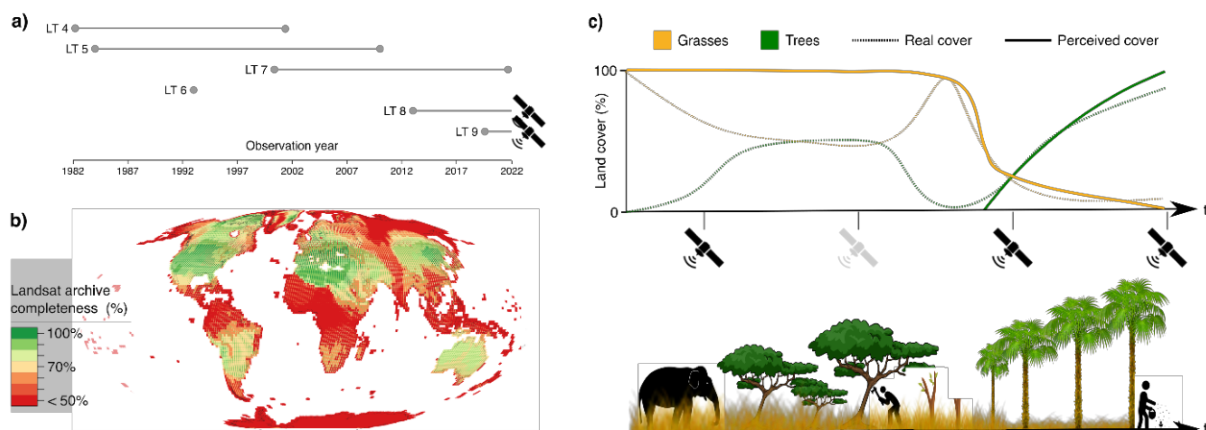 a)
LT 4
LT 5
LT 7
LT 6
LT 8
LT 9
Observation year
1982 1987 1992 1997 2002 2007 2012 2017 2022
b)
Landsat archive
completeness (%)
100%
70%
< 50%
c)
Grasses Trees Real cover Perceived cover
100
Land cover (%)
0
t
t